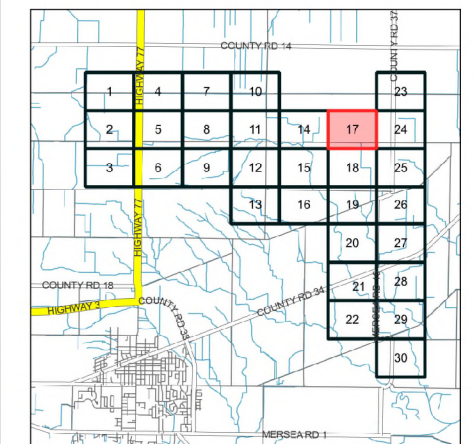 COUNTY RD 14
COUNTY RD 37
HIGHWAY 77
1 4 7 10 23
2 5 8 11 14 17 24
3 6 9 12 15 18 25
13 16 19 26
HIGHWAY 77
20 27
COUNTY RD 18
21 28
HIGHWAY 3
COUNTY RD 33
COUNTY RD 34
22 29
30
MERSEA RD 1